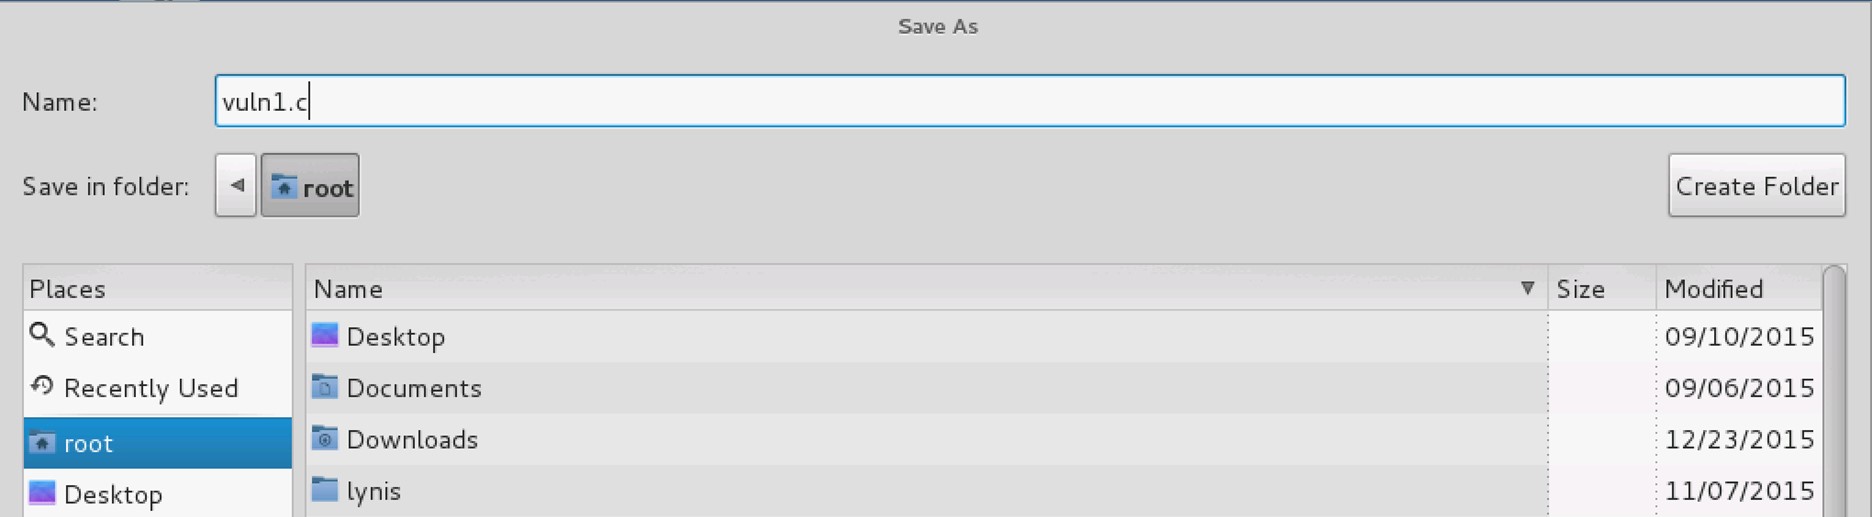 Save As
Name: vuln1.c
Save in folder: root Create Folder
Places Name Size Modified
Search Desktop 09/10/2015
Recently Used Documents 09/06/2015
root Downloads 12/23/2015
Desktop lynis 11/07/2015